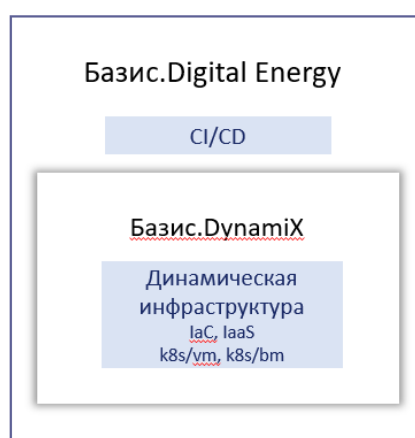 Базис.Digital Energy
CI/CD
Базис.DynamiX
Динамическая
инфраструктура
IaC, IaaS
k8s/vm, k8s/bm